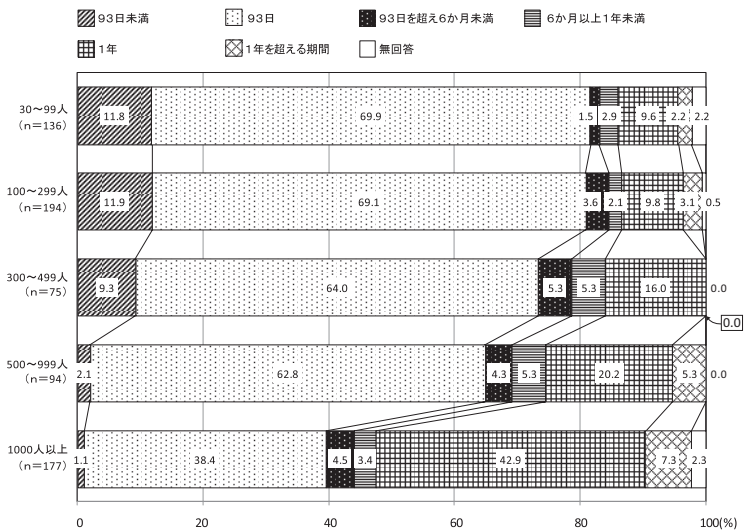 93日未満 93日 93日を超え6か月未満 6か月以上1年未満
1年 1年を超える期間 無回答
30～99人
（n＝136）
11.8 69.9 1.5 2.9 9.6 2.2 2.2
100～299人
（n＝194）
11.9 69.1 3.6 2.1 9.8 3.1 0.5
300～499人
（n＝75）
9.3 64.0 5.3 5.3 16.0 0.0
0.0
500～999人
（n＝94）
2.1 62.8 4.3 5.3 20.2 5.3 0.0
1000人以上
（n＝177）
1.1 38.4 4.5 3.4 42.9 7.3 2.3
0 20 40 60 80 100(%)